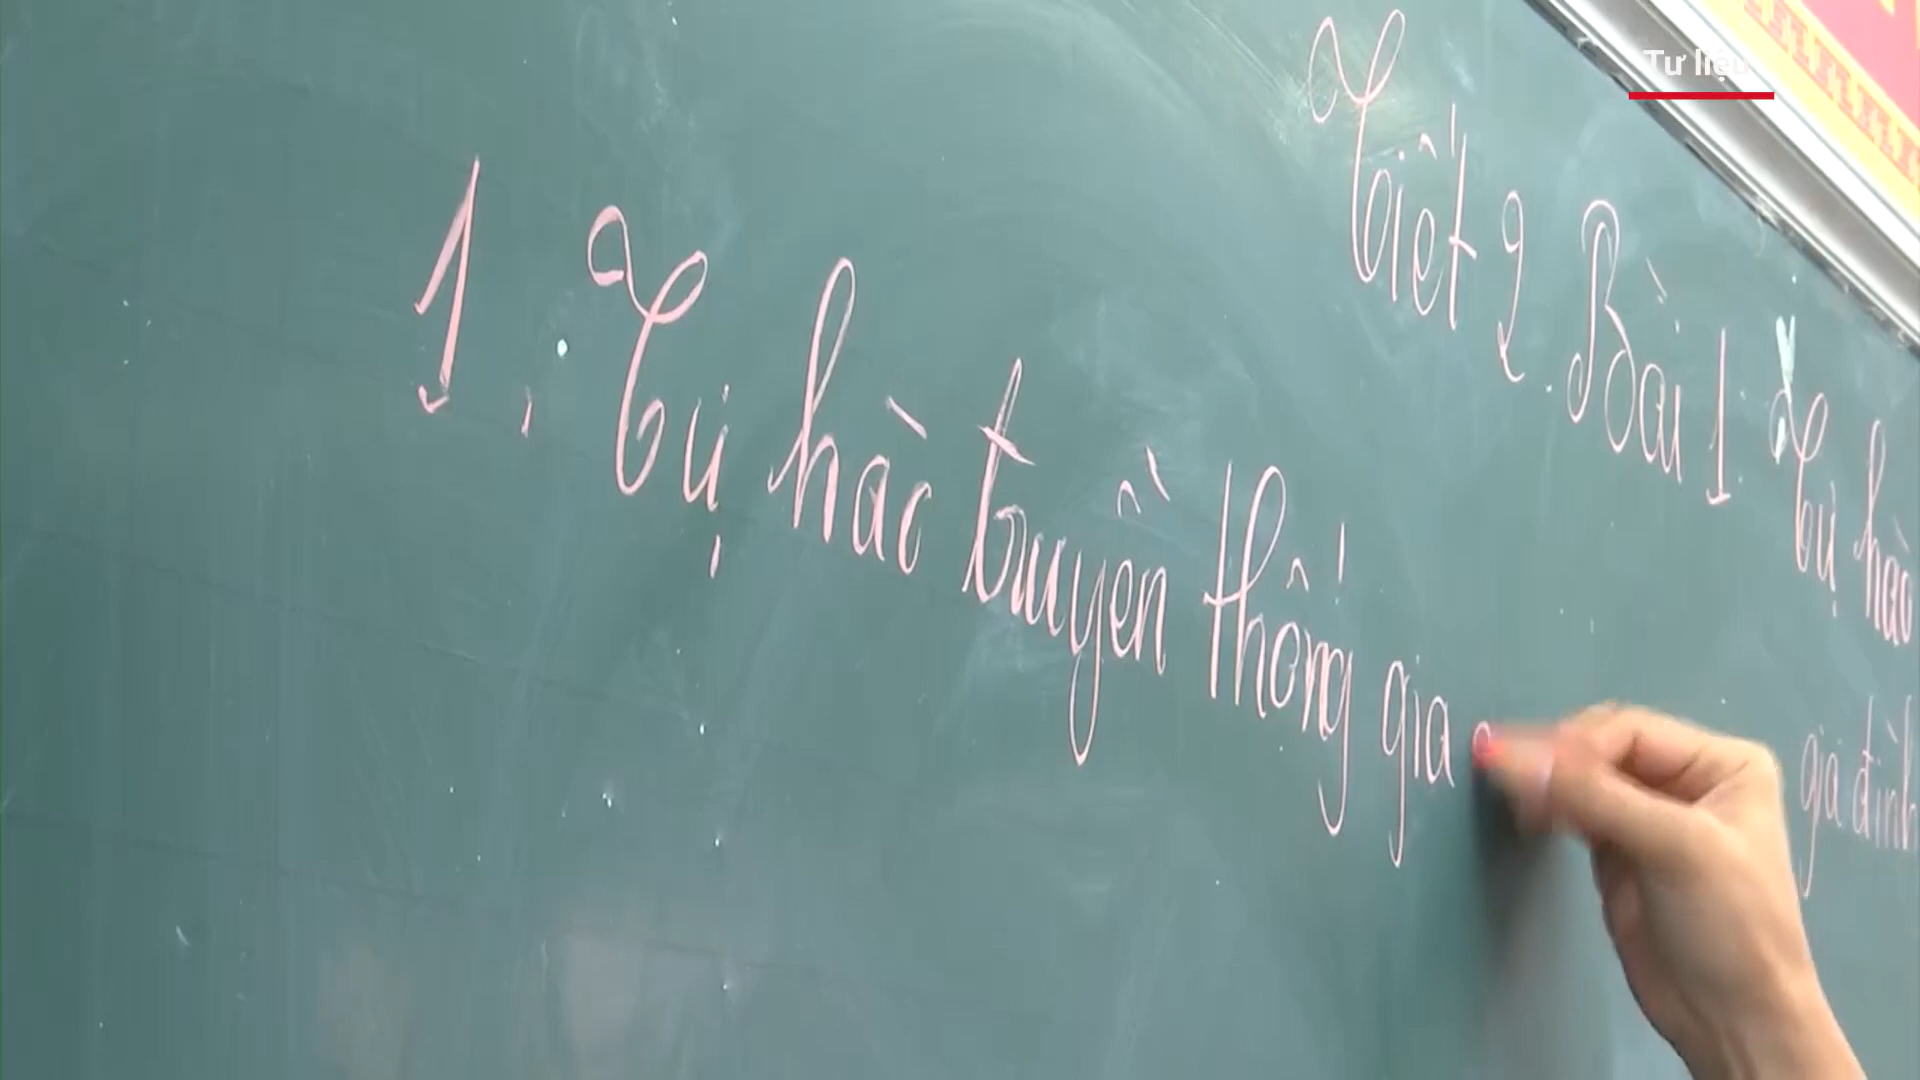 Tư liệu
Tiết 2. Bài 1. Tự hào
gia đình
1. Tự hào truyền thống gia